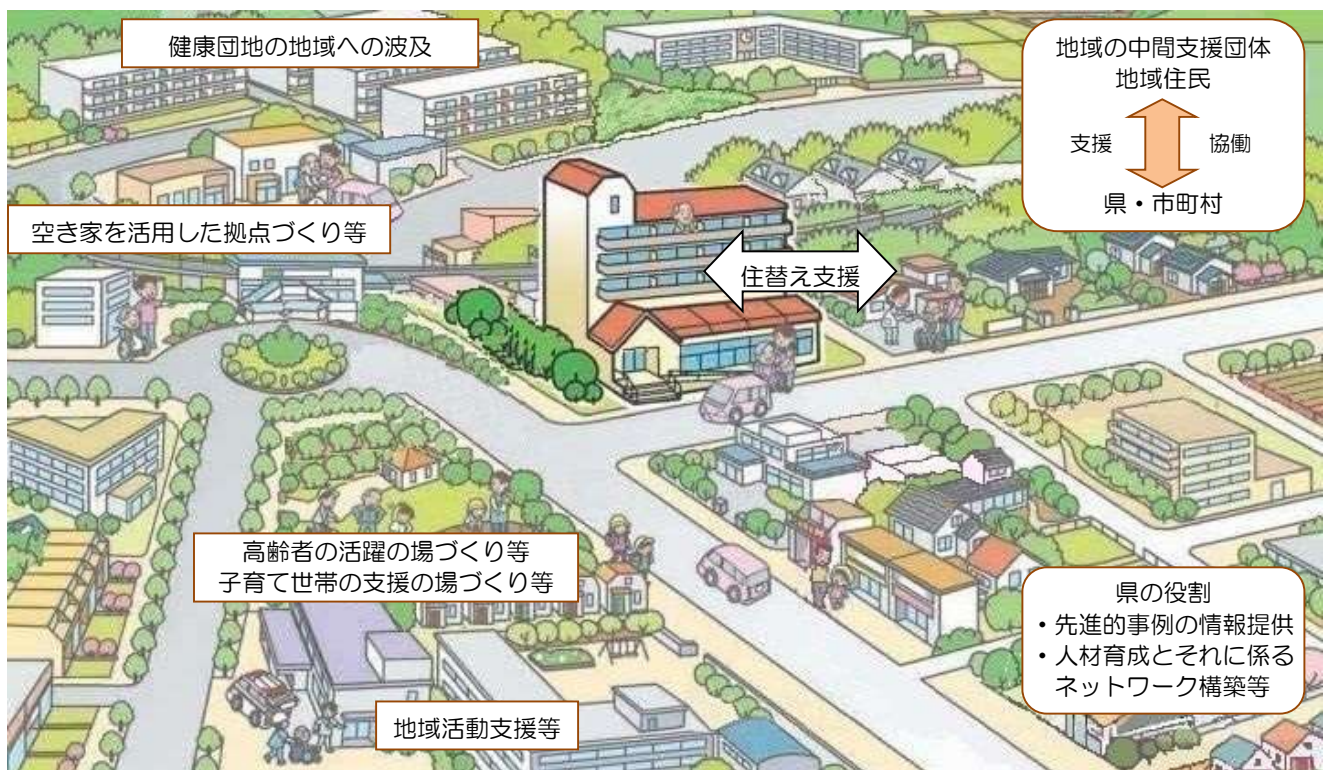 健康団地の地域への波及
地域の中間支援団体
地域住民
支援
協働
県・市町村
空き家を活用した拠点づくり等
住替え支援
高齢者の活躍の場づくり等
子育て世帯の支援の場づくり等
県の役割
・先進的事例の情報提供
・人材育成とそれに係る
ネットワーク構築等
地域活動支援等